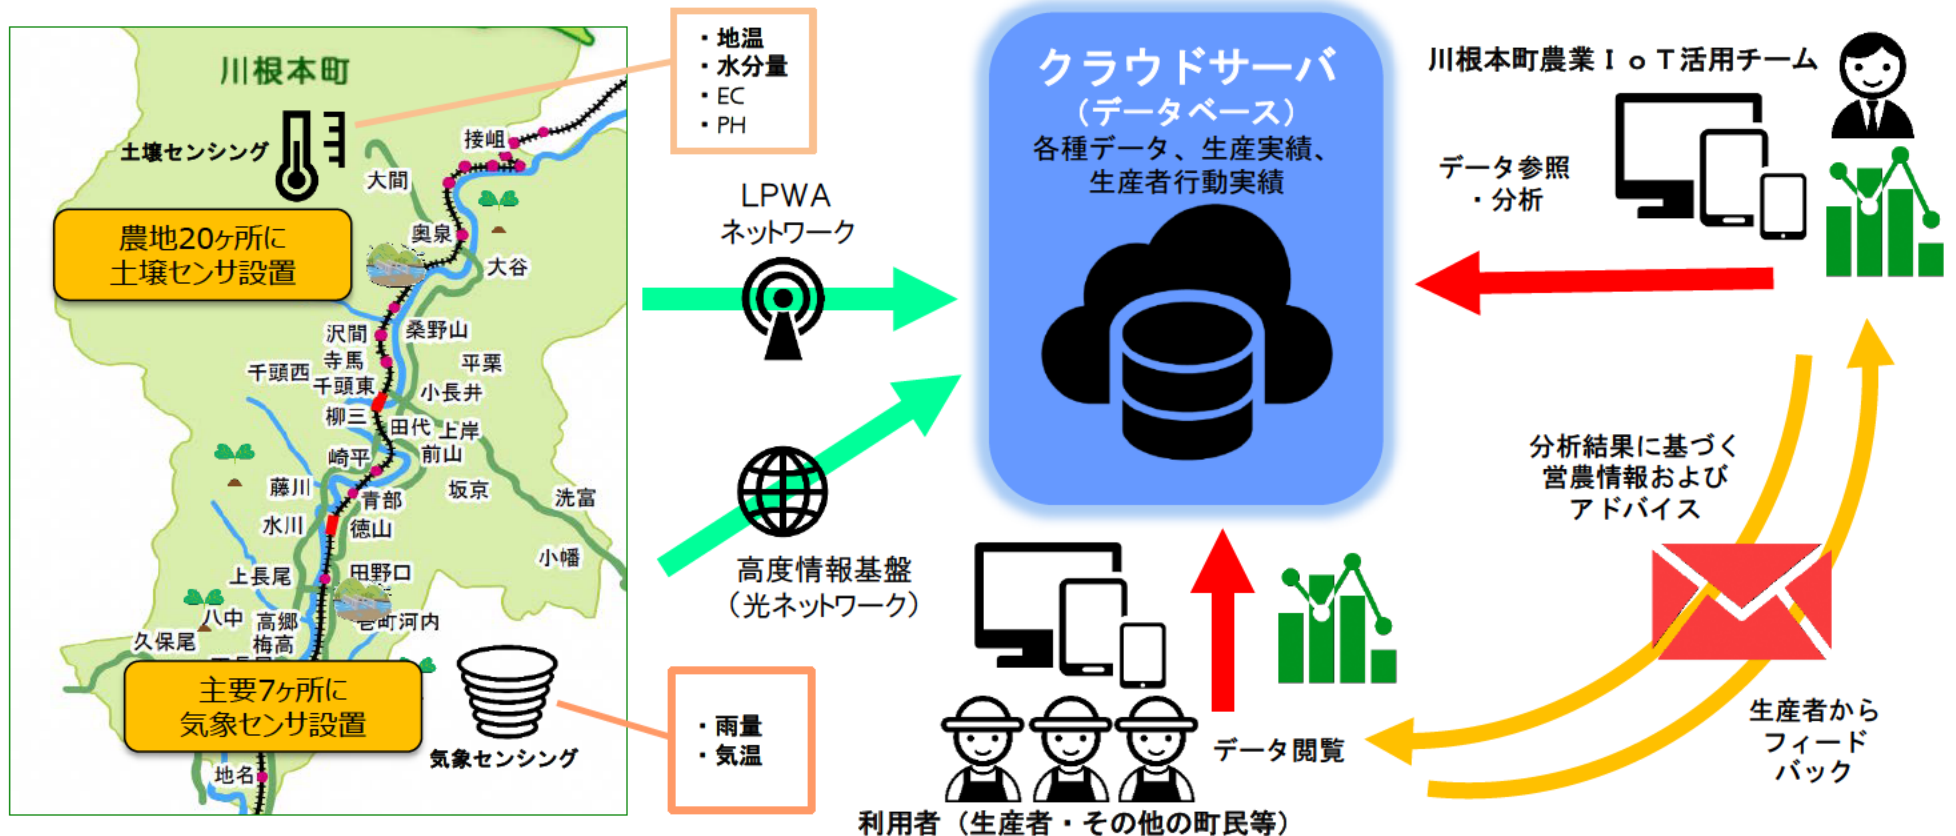 川根本町
土壌センシング
農地20ヶ所に
土壌センサ設置
接岨
大間
奥泉
大谷
沢間
桑野山
寺馬
平栗
千頭西
千頭東
小長井
柳三
田代
上岸
崎平
前山
藤川
青部
坂京
洗富
水川
徳山
小幡
上長尾
田野口
八中
高郷
壱町河内
久保尾
梅高
主要7ヶ所に
気象センサ設置
気象センシング
地名
・地温
・水分量
・EC
・PH
LPWA
ネットワーク
高度情報基盤
（光ネットワーク）
・雨量
・気温
クラウドサーバ
（データベース）
各種データ、生産実績、
生産者行動実績
川根本町農業ＩｏＴ活用チーム
データ参照
・分析
分析結果に基づく
営農情報および
アドバイス
生産者から
フィード
バック
データ閲覧
利用者（生産者・その他の町民等）